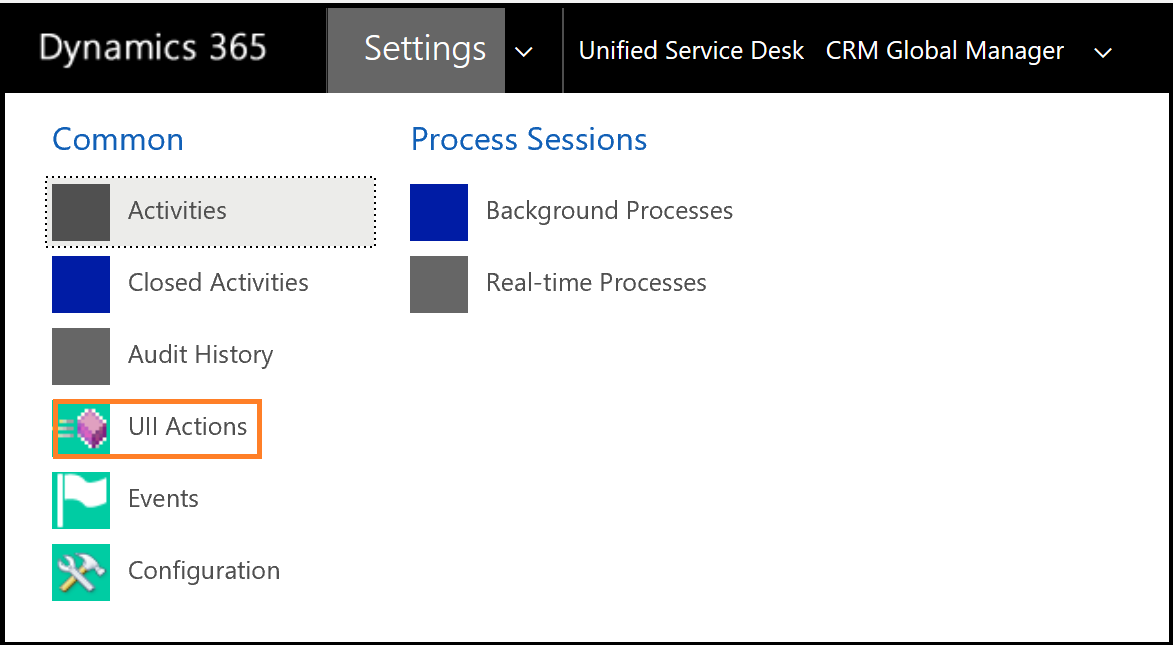 Dynamics 365 Settings Unified Service Desk CRM Global Manager
Common
Activities
Closed Activities
Audit History
UII Actions
Events
Configuration
Process Sessions
Background Processes
Real-time Processes